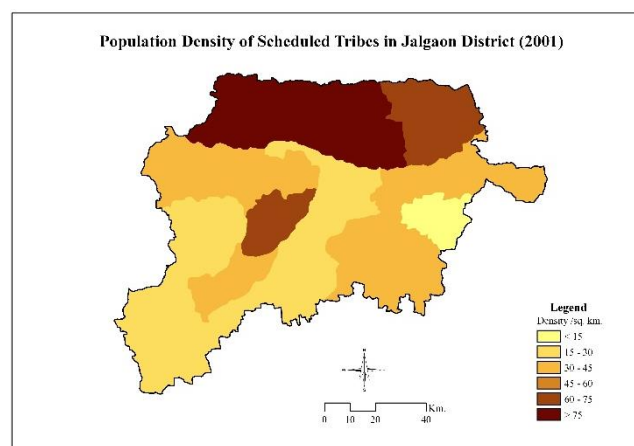 Population Density of Scheduled Tribes in Jalgaon District (2001)
Legend
Density /sq. km.
< 15
15 - 30
30 - 45
45 - 60
60 - 75
> 75
Km.
0 10 20 40